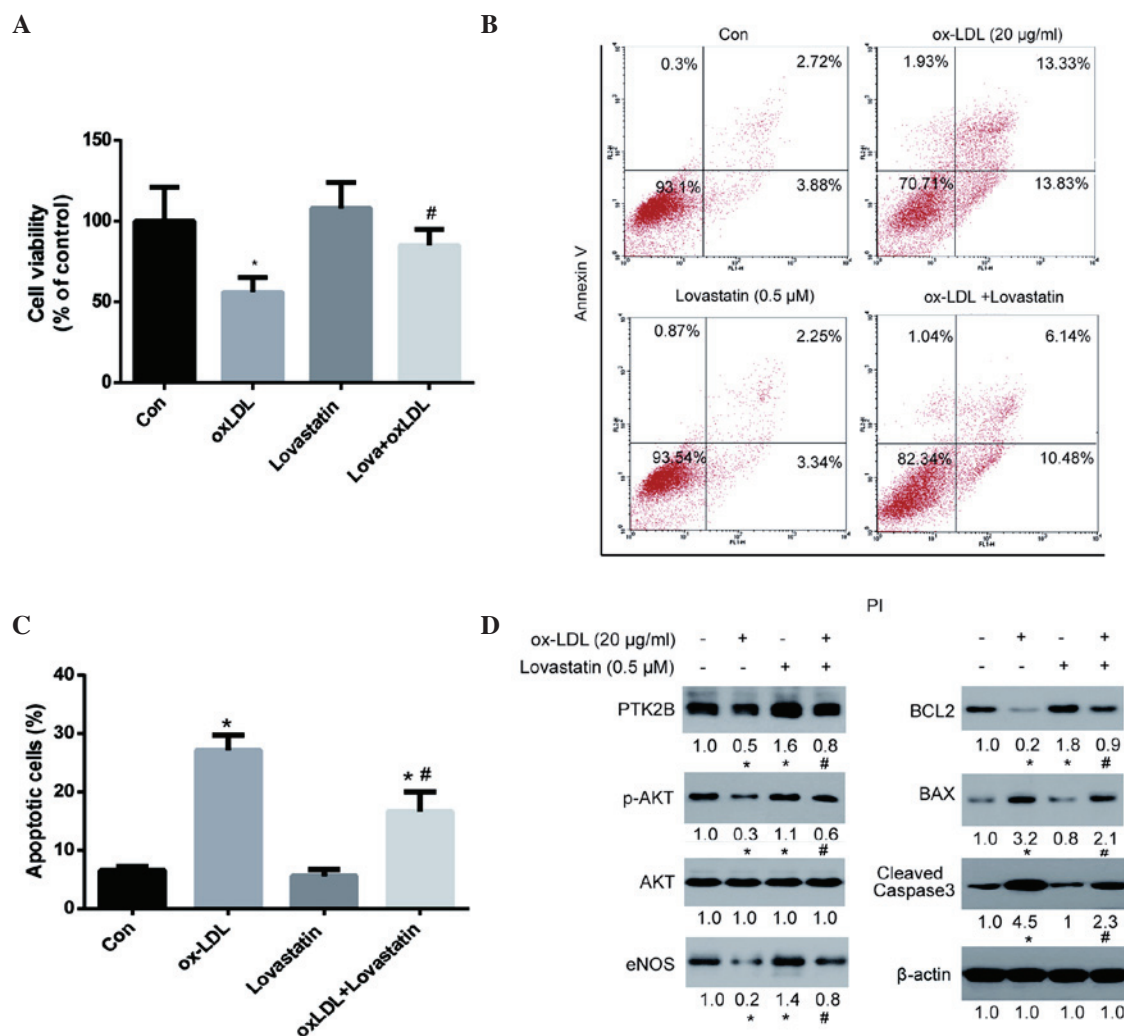 A
Cell viability
(% of control)
150
100
50
0
*
#
Con
oxLDL
Lovastatin
Lova+oxLDL
B
Annexin V
Con
0.3%
2.72%
93.1%
3.88%
FL1-H
ox-LDL (20 µg/ml)
1.93%
13.33%
70.71%
13.83%
FL1-H
Lovastatin (0.5 µM)
0.87%
2.25%
93.54%
3.34%
FL1-H
ox-LDL +Lovastatin
1.04%
6.14%
82.34%
10.48%
FL1-H
PI
C
Apoptotic cells (%)
40
30
20
10
0
*
* #
Con
ox-LDL
Lovastatin
oxLDL+Lovastatin
D
ox-LDL (20 µg/ml) - + - +
Lovastatin (0.5 µM) - - + +
PTK2B
1.0 0.5 1.6 0.8
* * #
p-AKT
1.0 0.3 1.1 0.6
* * #
AKT
1.0 1.0 1.0 1.0
eNOS
1.0 0.2 1.4 0.8
* * #
- + - +
- - + +
BCL2
1.0 0.2 1.8 0.9
* * #
BAX
1.0 3.2 0.8 2.1
* #
Cleaved
Caspase3
1.0 4.5 1 2.3
* #
β-actin
1.0 1.0 1.0 1.0